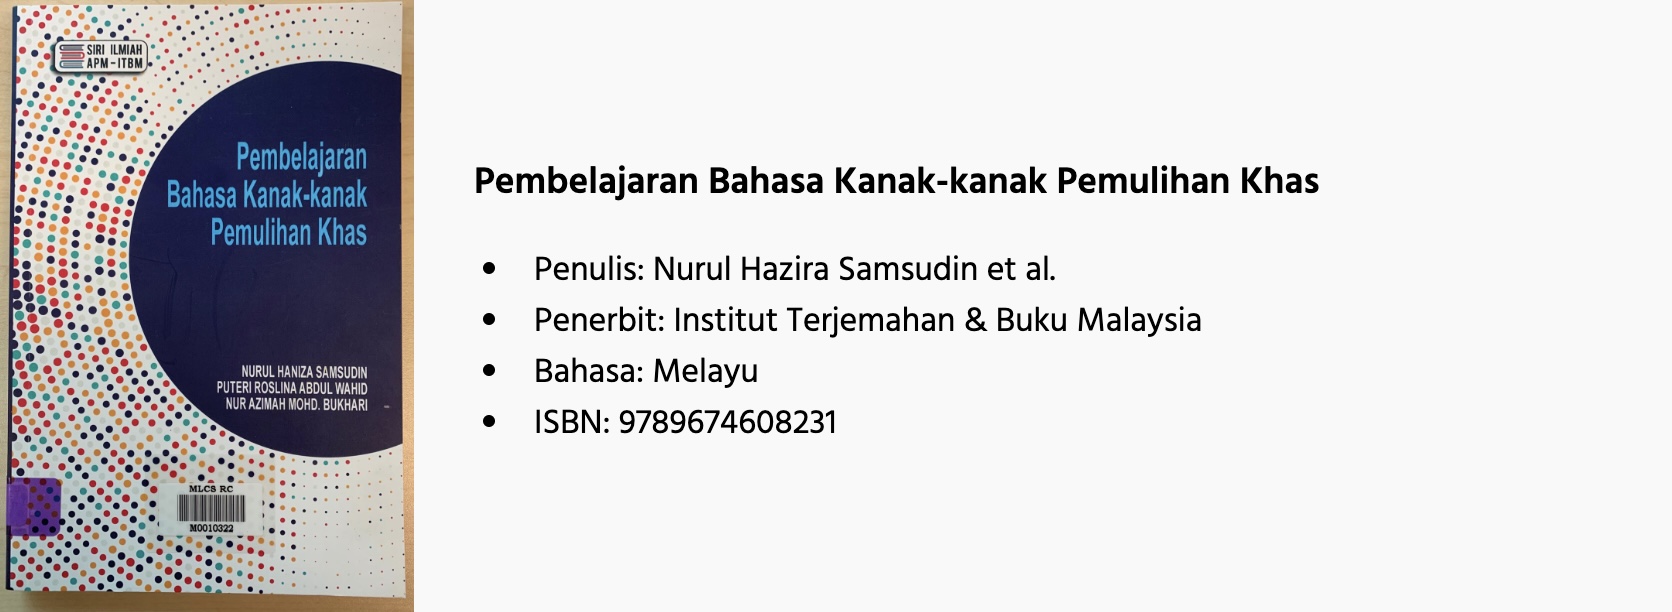 SIRI ILMIAH
APM-ITBM
Pembelajaran
Bahasa Kanak-kanak
Pemulihan Khas
NURUL HANIZA SAMSUDIN
PUTERI ROSLINA ABDUL WAHID
NUR AZIMAH MOHD. BUKHARI
MLCS RC
M0010322
Pembelajaran Bahasa Kanak-kanak Pemulihan Khas
• Penulis: Nurul Hazira Samsudin et al.
• Penerbit: Institut Terjemahan & Buku Malaysia
• Bahasa: Melayu
• ISBN: 9789674608231